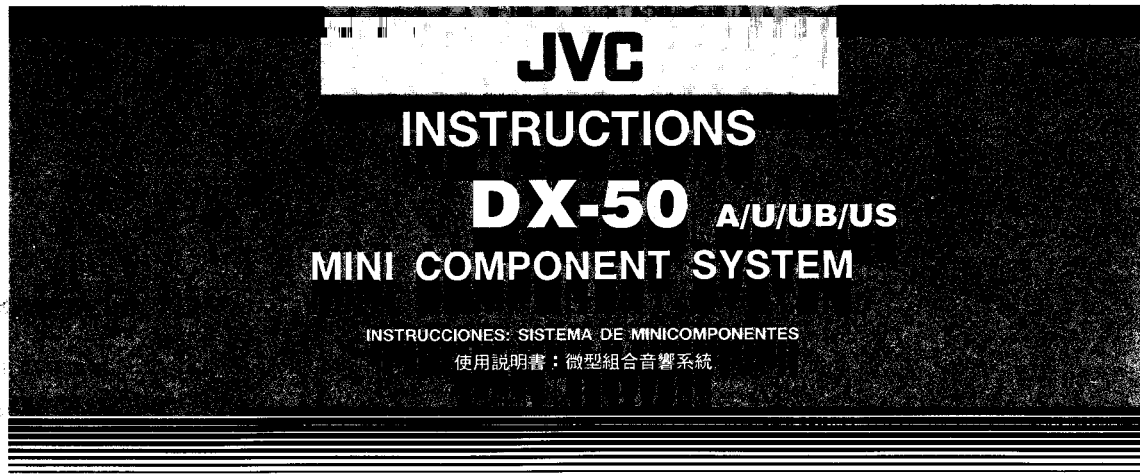 JVC
INSTRUCTIONS
DX-50 A/U/UB/US
MINI COMPONENT SYSTEM
INSTRUCCIONES: SISTEMA DE MINICOMPONENTES
使用説明書：微型組合音響系統